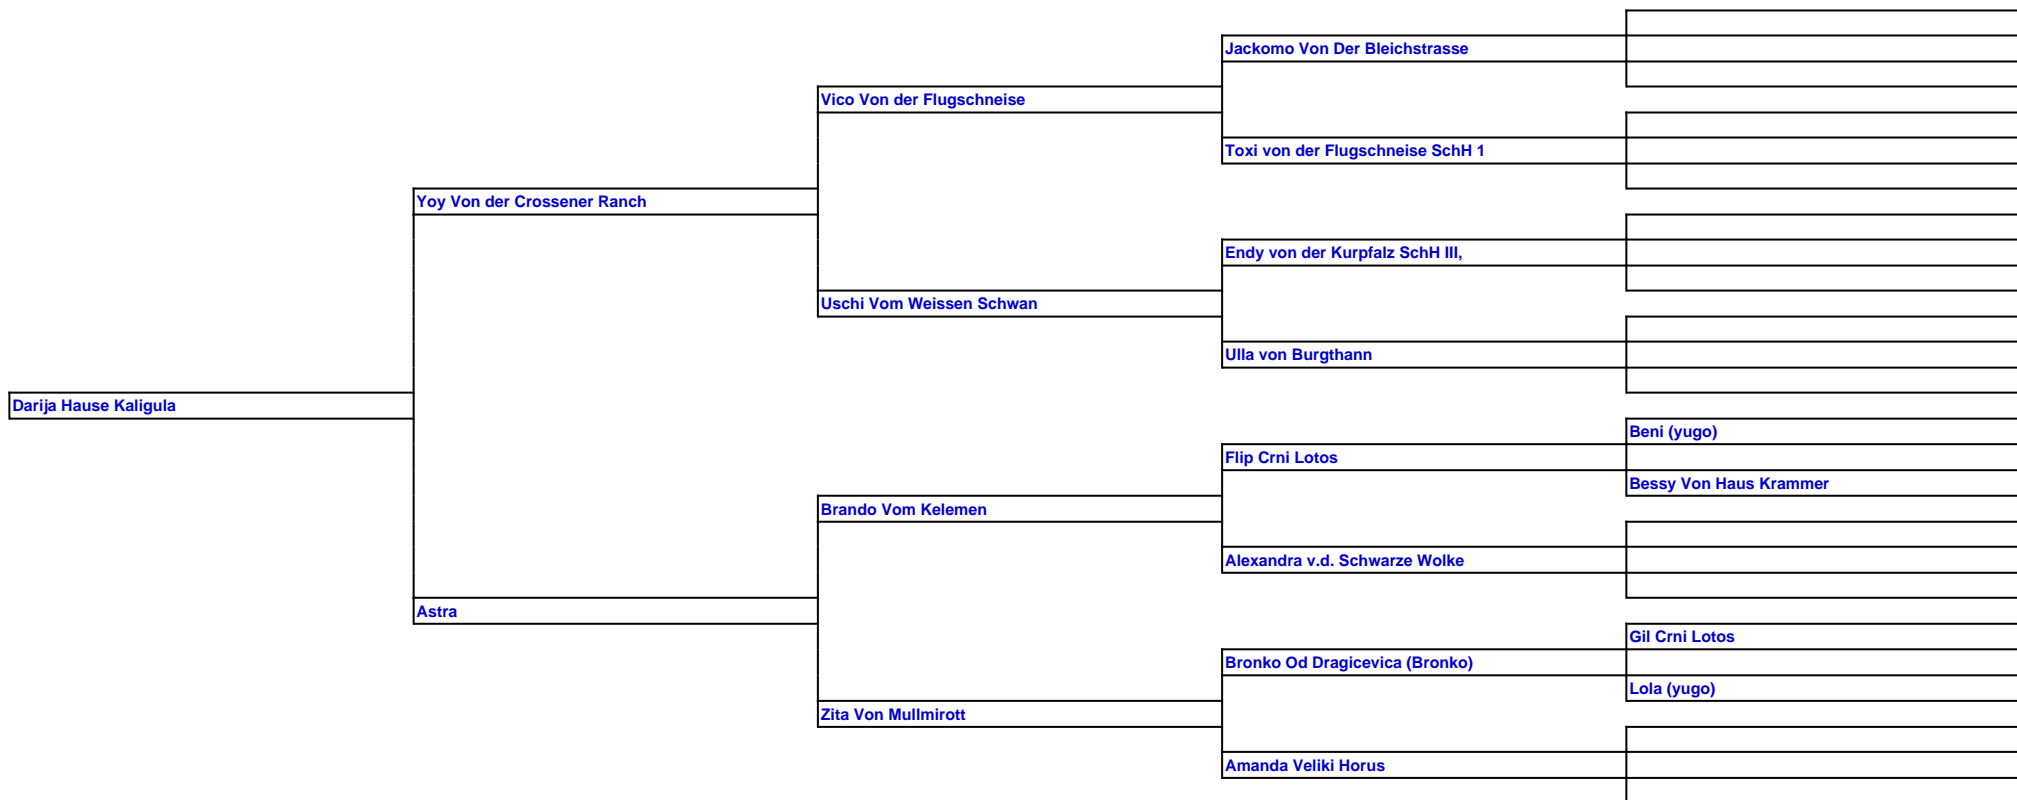 Jackomo Von Der Bleichstrasse
Vico Von der Flugschneise
Toxi von der Flugschneise SchH 1
Yoy Von der Crossener Ranch
Endy von der Kurpfalz SchH III,
Uschi Vom Weissen Schwan
Ulla von Burgthann
Darija Hause Kaligula
Beni (yugo)
Flip Crni Lotos
Bessy Von Haus Krammer
Brando Vom Kelemen
Alexandra v.d. Schwarze Wolke
Astra
Gil Crni Lotos
Bronko Od Dragicevica (Bronko)
Lola (yugo)
Zita Von Mullmirott
Amanda Veliki Horus